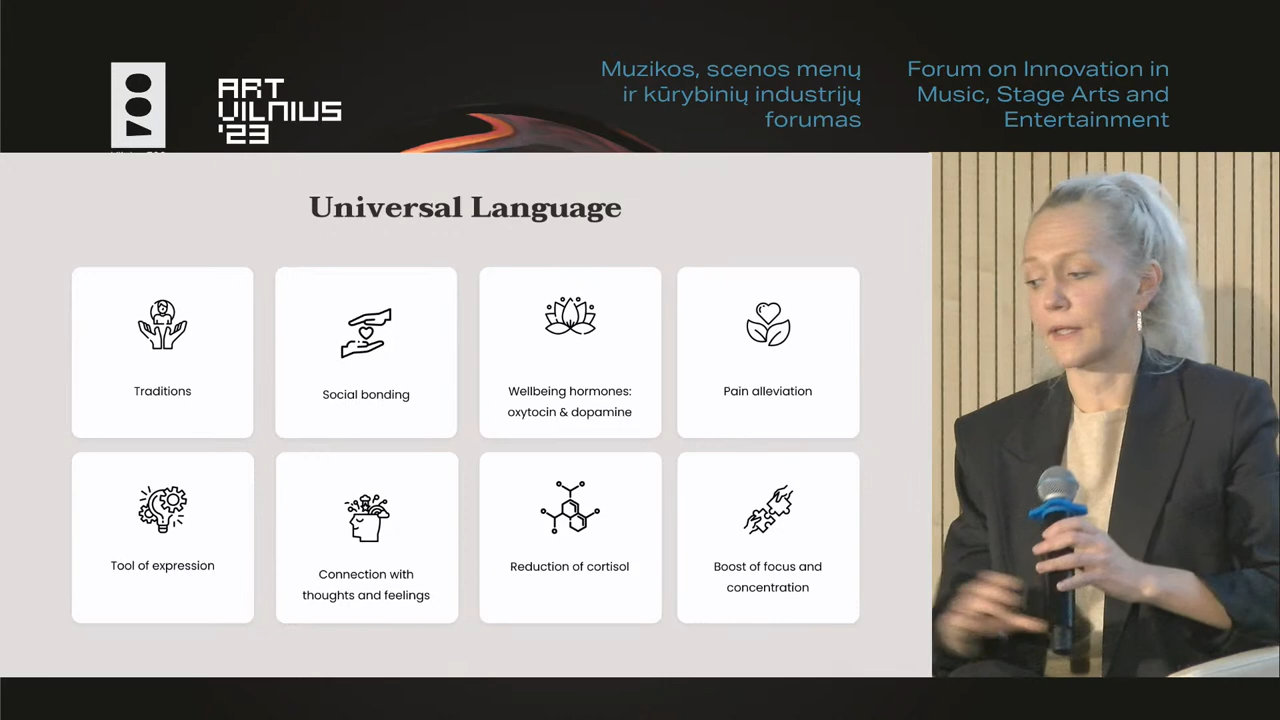 ART
VILNIUS
'23
Muzikos, scenos menų
ir kūrybinių industrijų
forumas
Forum on Innovation in
Music, Stage Arts and
Entertainment
Universal Language
Traditions
Social bonding
Wellbeing hormones:
oxytocin & dopamine
Pain alleviation
Tool of expression
Connection with
thoughts and feelings
Reduction of cortisol
Boost of focus and
concentration